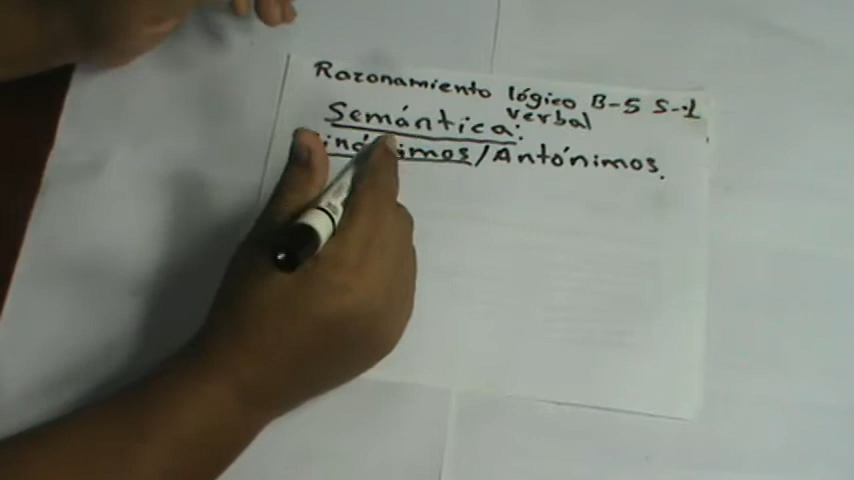 Razonamiento lógico B-5 S-1
verbal
Semántica:
/Antónimos.